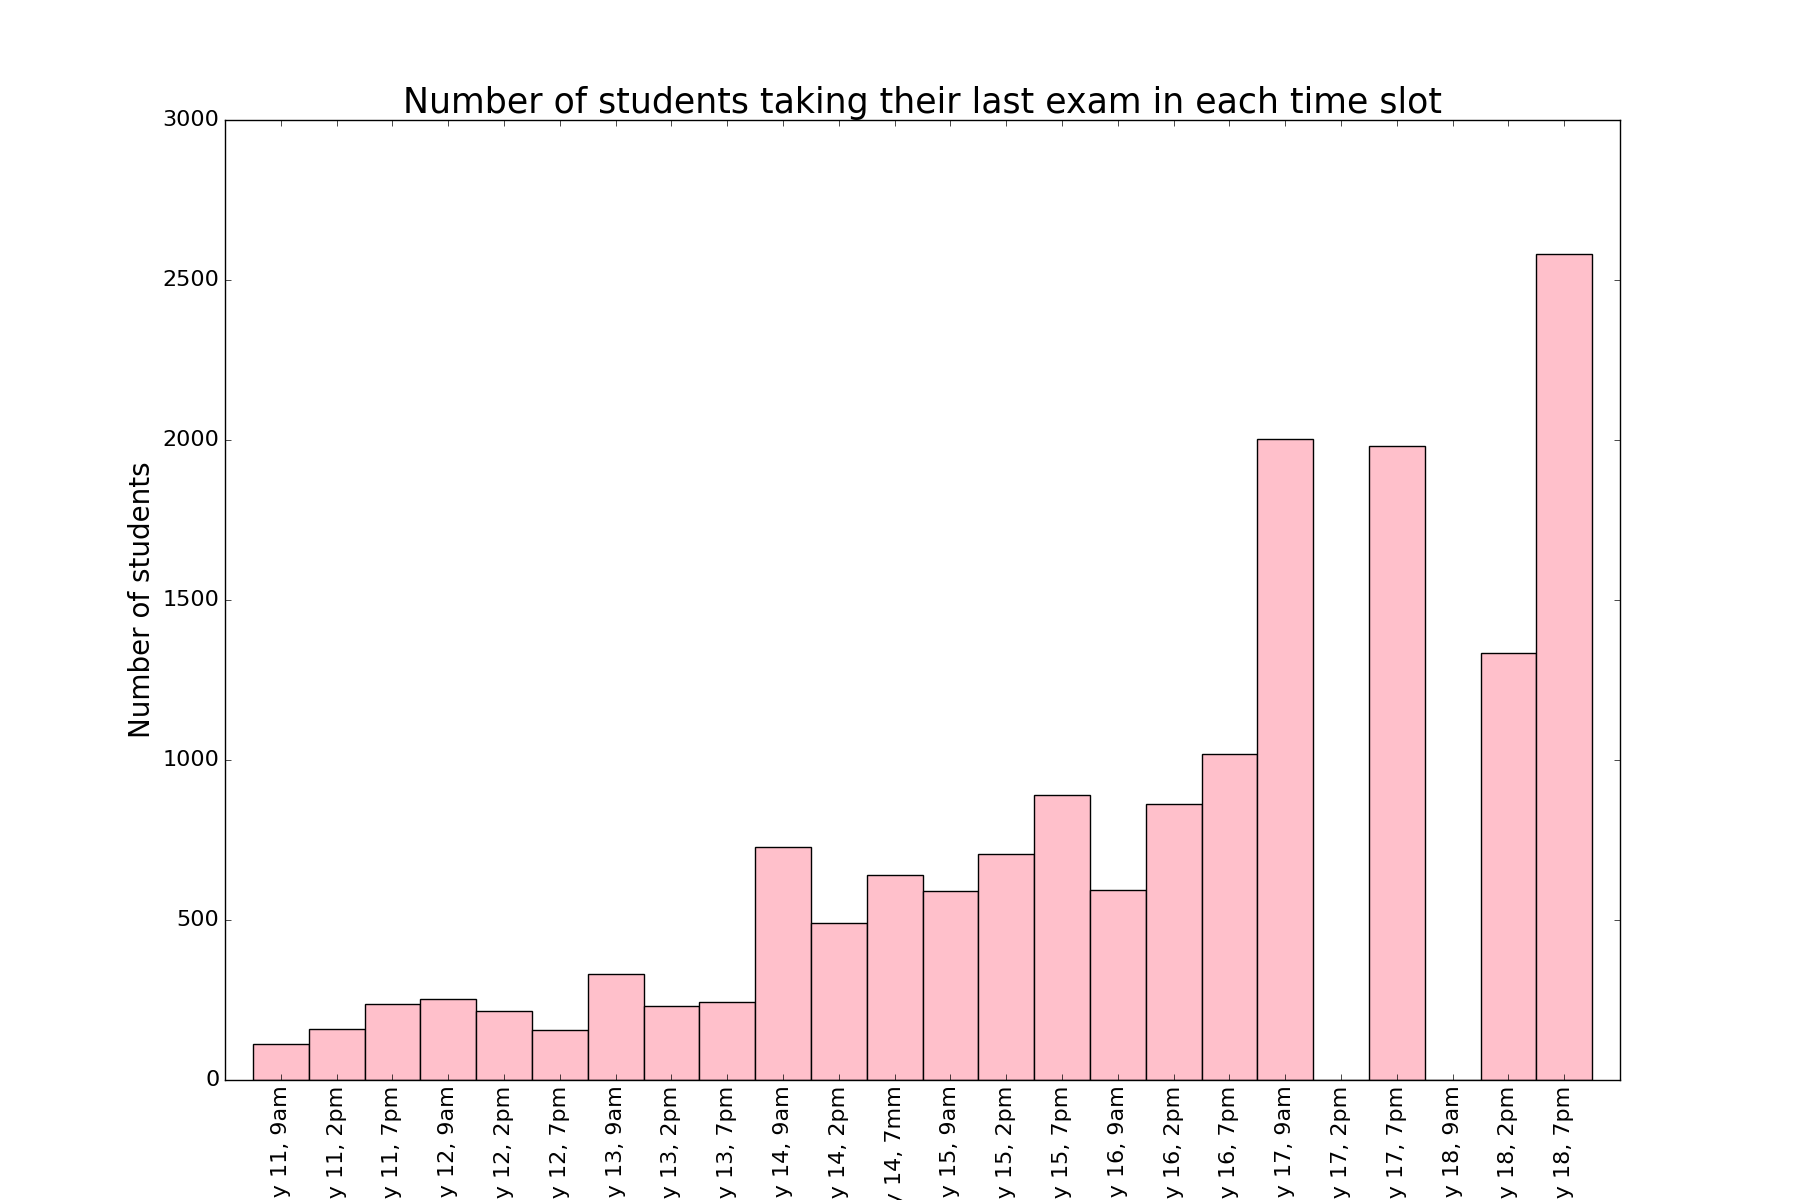 Number of students taking their last exam in each time slot
3000
2500
2000
1500
1000
500
0
Number of students
y 11, 9am
y 11, 2pm
y 11, 7pm
y 12, 9am
y 12, 2pm
y 12, 7pm
y 13, 9am
y 13, 2pm
y 13, 7pm
y 14, 9am
y 14, 2pm
y 14, 7mm
y 15, 9am
y 15, 2pm
y 15, 7pm
y 16, 9am
y 16, 2pm
y 16, 7pm
y 17, 9am
y 17, 2pm
y 17, 7pm
y 18, 9am
y 18, 2pm
y 18, 7pm